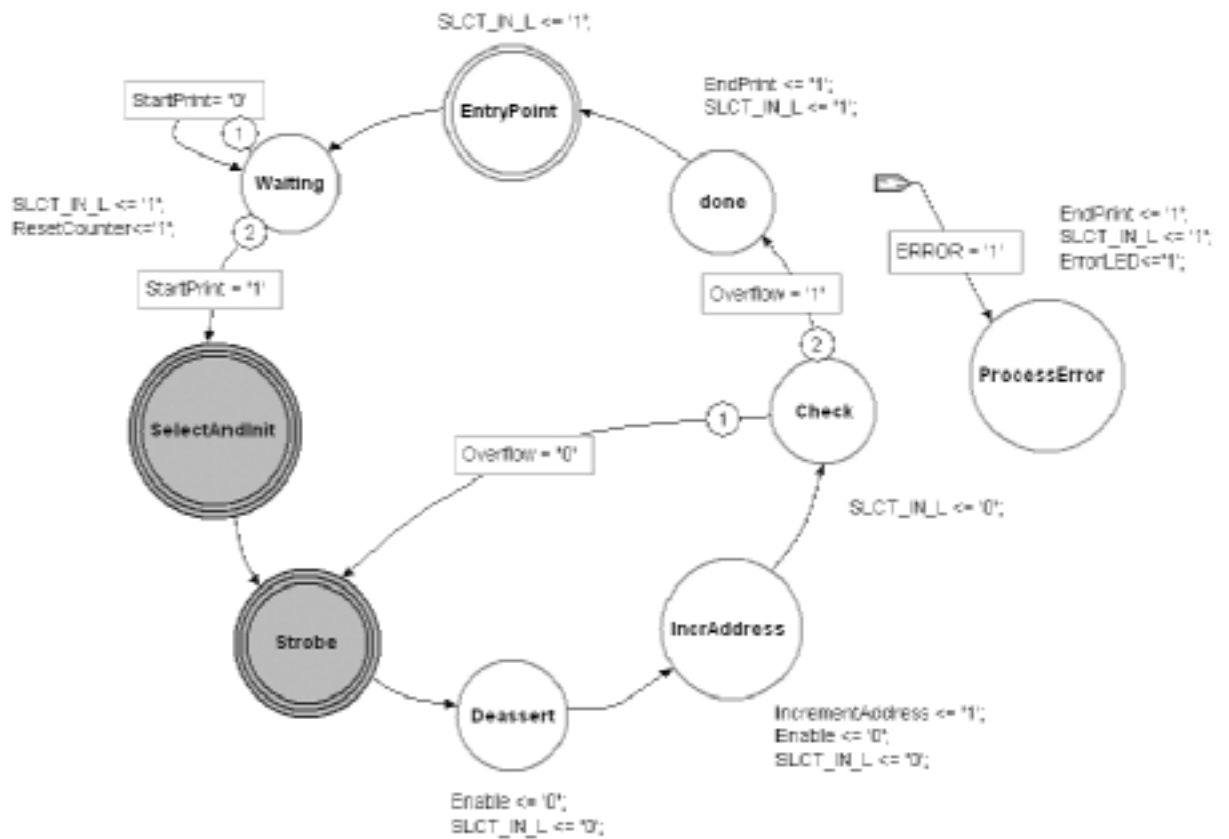 SLCT_IN_L <= '1';
StartPrint= '0'
1
EntryPoint
EndPrint <= '1';
SLCT_IN_L <= '1';
Waiting
done
SLCT_IN_L <= '1';
ResetCounter<='1';
2
EndPrint <= '1';
SLCT_IN_L <= '1';
ErrorLED<='1';
ERROR = '1'
StartPrint = '1'
Overflow = '1'
2
ProcessError
SelectAndInit
1
Check
Overflow = '0'
SLCT_IN_L <= '0';
Strobe
IncrAddress
Deassert
IncrementAddress <= '1';
Enable <= '0';
SLCT_IN_L <= '0';
Enable <= '0';
SLCT_IN_L <= '0';